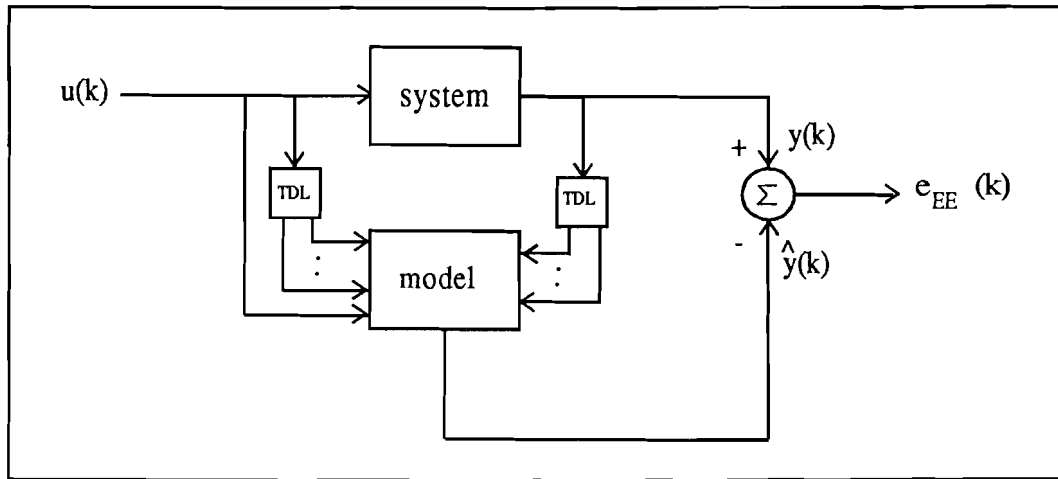 u(k)
system
y(k)
+
TDL
TDL
Σ
e_EE (k)
-
ŷ(k)
:
:
model